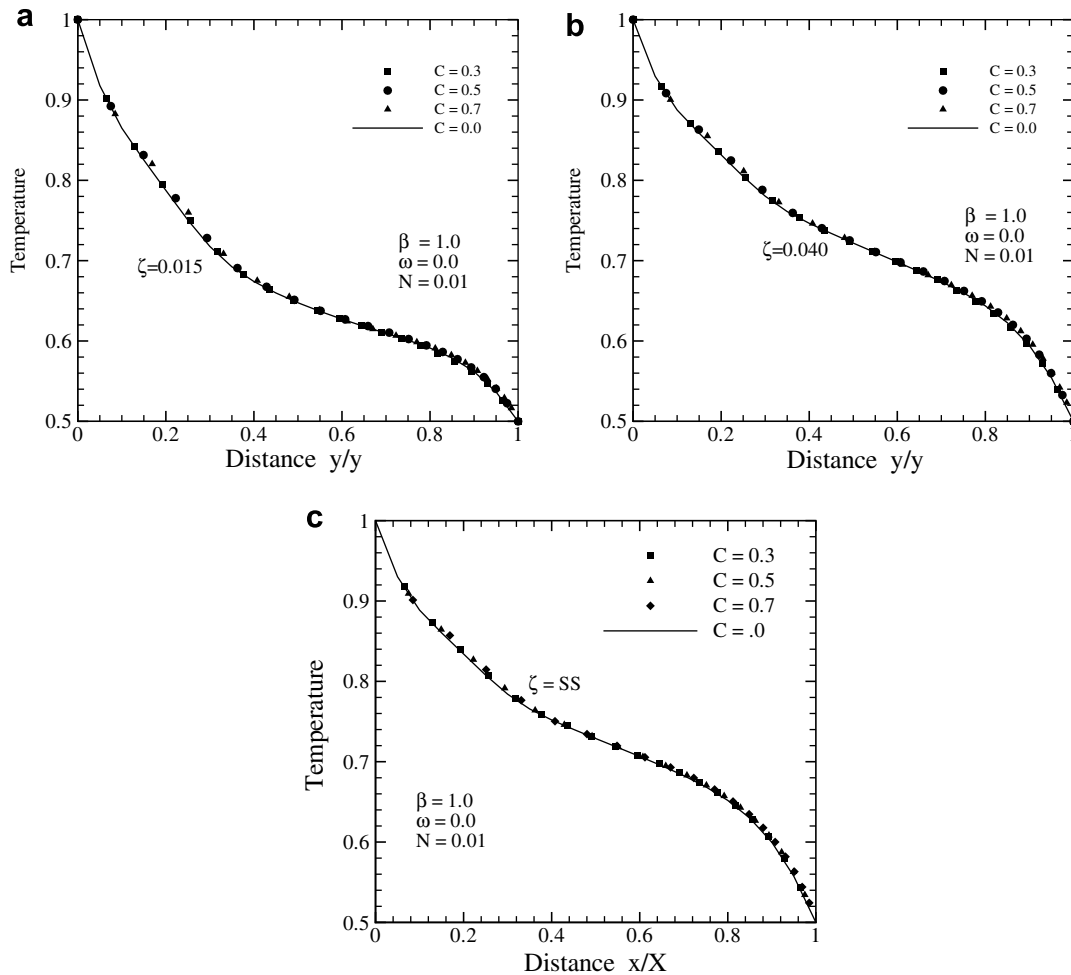 a
1
0.9
0.8
0.7
0.6
0.5
Temperature
C = 0.3
C = 0.5
C = 0.7
C = 0.0
β = 1.0
ω = 0.0
N = 0.01
ζ=0.015
0
0.2
0.4
0.6
0.8
1
Distance y/y
b
1
0.9
0.8
0.7
0.6
0.5
Temperature
C = 0.3
C = 0.5
C = 0.7
C = 0.0
β = 1.0
ω = 0.0
N = 0.01
ζ=0.040
0
0.2
0.4
0.6
0.8
1
Distance y/y
c
1
0.9
0.8
0.7
0.6
0.5
Temperature
C = 0.3
C = 0.5
C = 0.7
C = .0
ζ = SS
β = 1.0
ω = 0.0
N = 0.01
0
0.2
0.4
0.6
0.8
1
Distance x/X